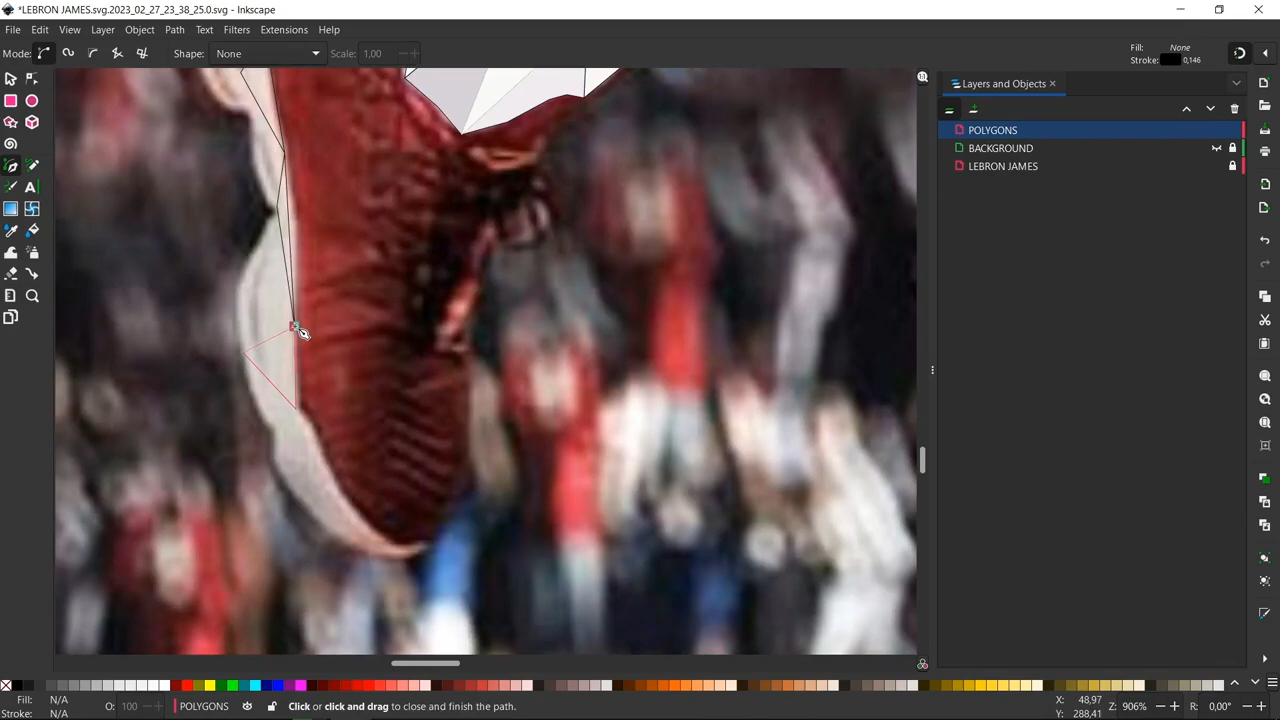 *LEBRON JAMES.svg.2023_02_27_23_38_25.0.svg - Inkscape
File Edit View Layer Object Path Text Filters Extensions Help
Mode: Shape: None Scale: 1,00 Fill: None
Stroke: 0,146
Layers and Objects
POLYGONS
BACKGROUND
LEBRON JAMES
Fill: N/A O: 100 POLYGONS Click or click and drag to close and finish the path. X: 48,97 Z: 906% R: 0,00°
Stroke: N/A Y: 288,41